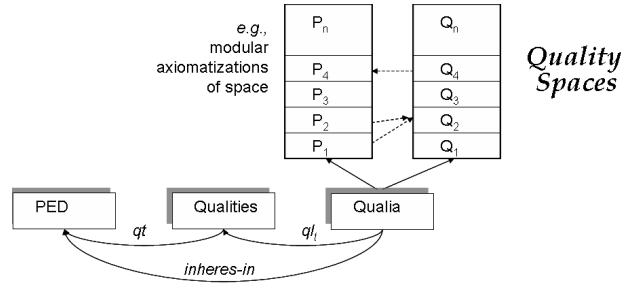 e.g.,
modular
axiomatizations
of space
Pn
P4
P3
P2
P1
Qn
Q4
Q3
Q2
Q1
Quality
Spaces
PED
Qualities
Qualia
qt
qlt
inheres-in